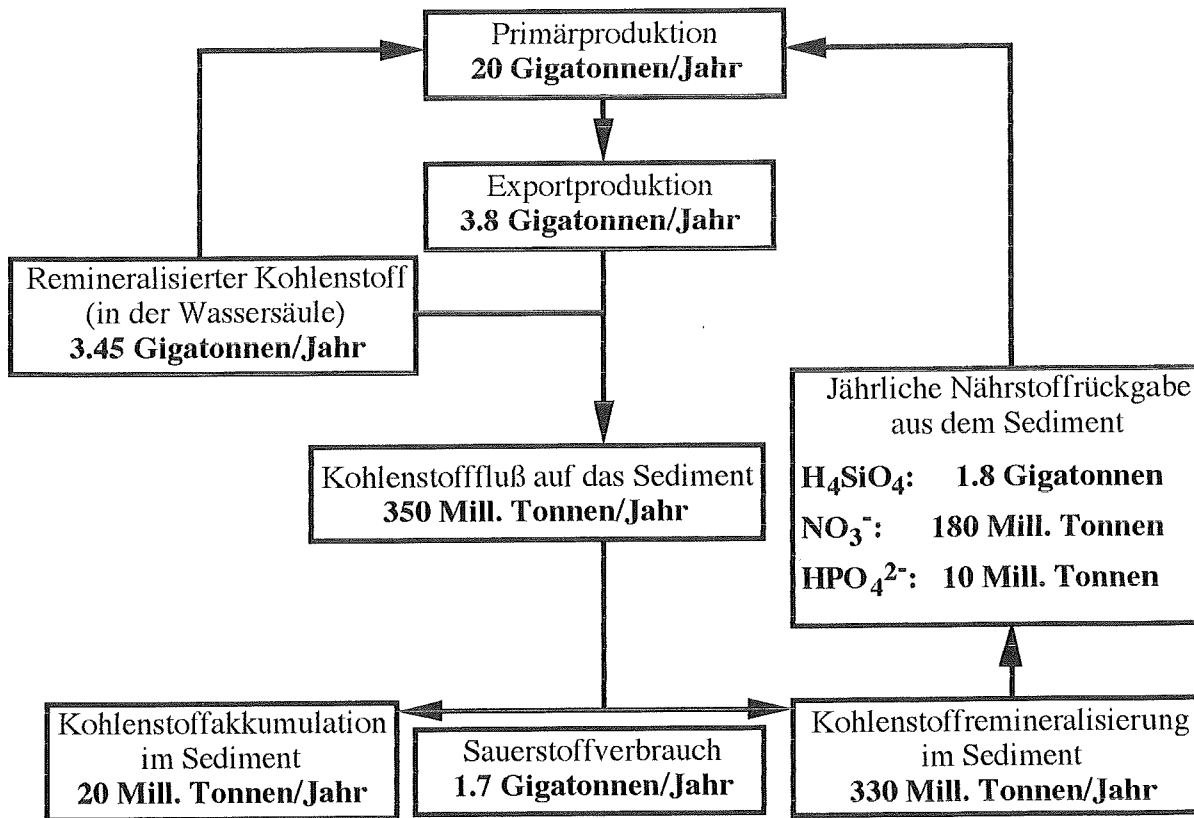 Primärproduktion
20 Gigatonnen/Jahr
Exportproduktion
3.8 Gigatonnen/Jahr
Remineralisierter Kohlenstoff
(in der Wassersäule)
3.45 Gigatonnen/Jahr
Kohlenstofffluß auf das Sediment
350 Mill. Tonnen/Jahr
Jährliche Nährstoffrückgabe
aus dem Sediment
H₄SiO₄: 1.8 Gigatonnen
NO₃⁻: 180 Mill. Tonnen
HPO₄²⁻: 10 Mill. Tonnen
Kohlenstoffakkumulation
im Sediment
20 Mill. Tonnen/Jahr
Sauerstoffverbrauch
1.7 Gigatonnen/Jahr
Kohlenstoffremineralisierung
im Sediment
330 Mill. Tonnen/Jahr